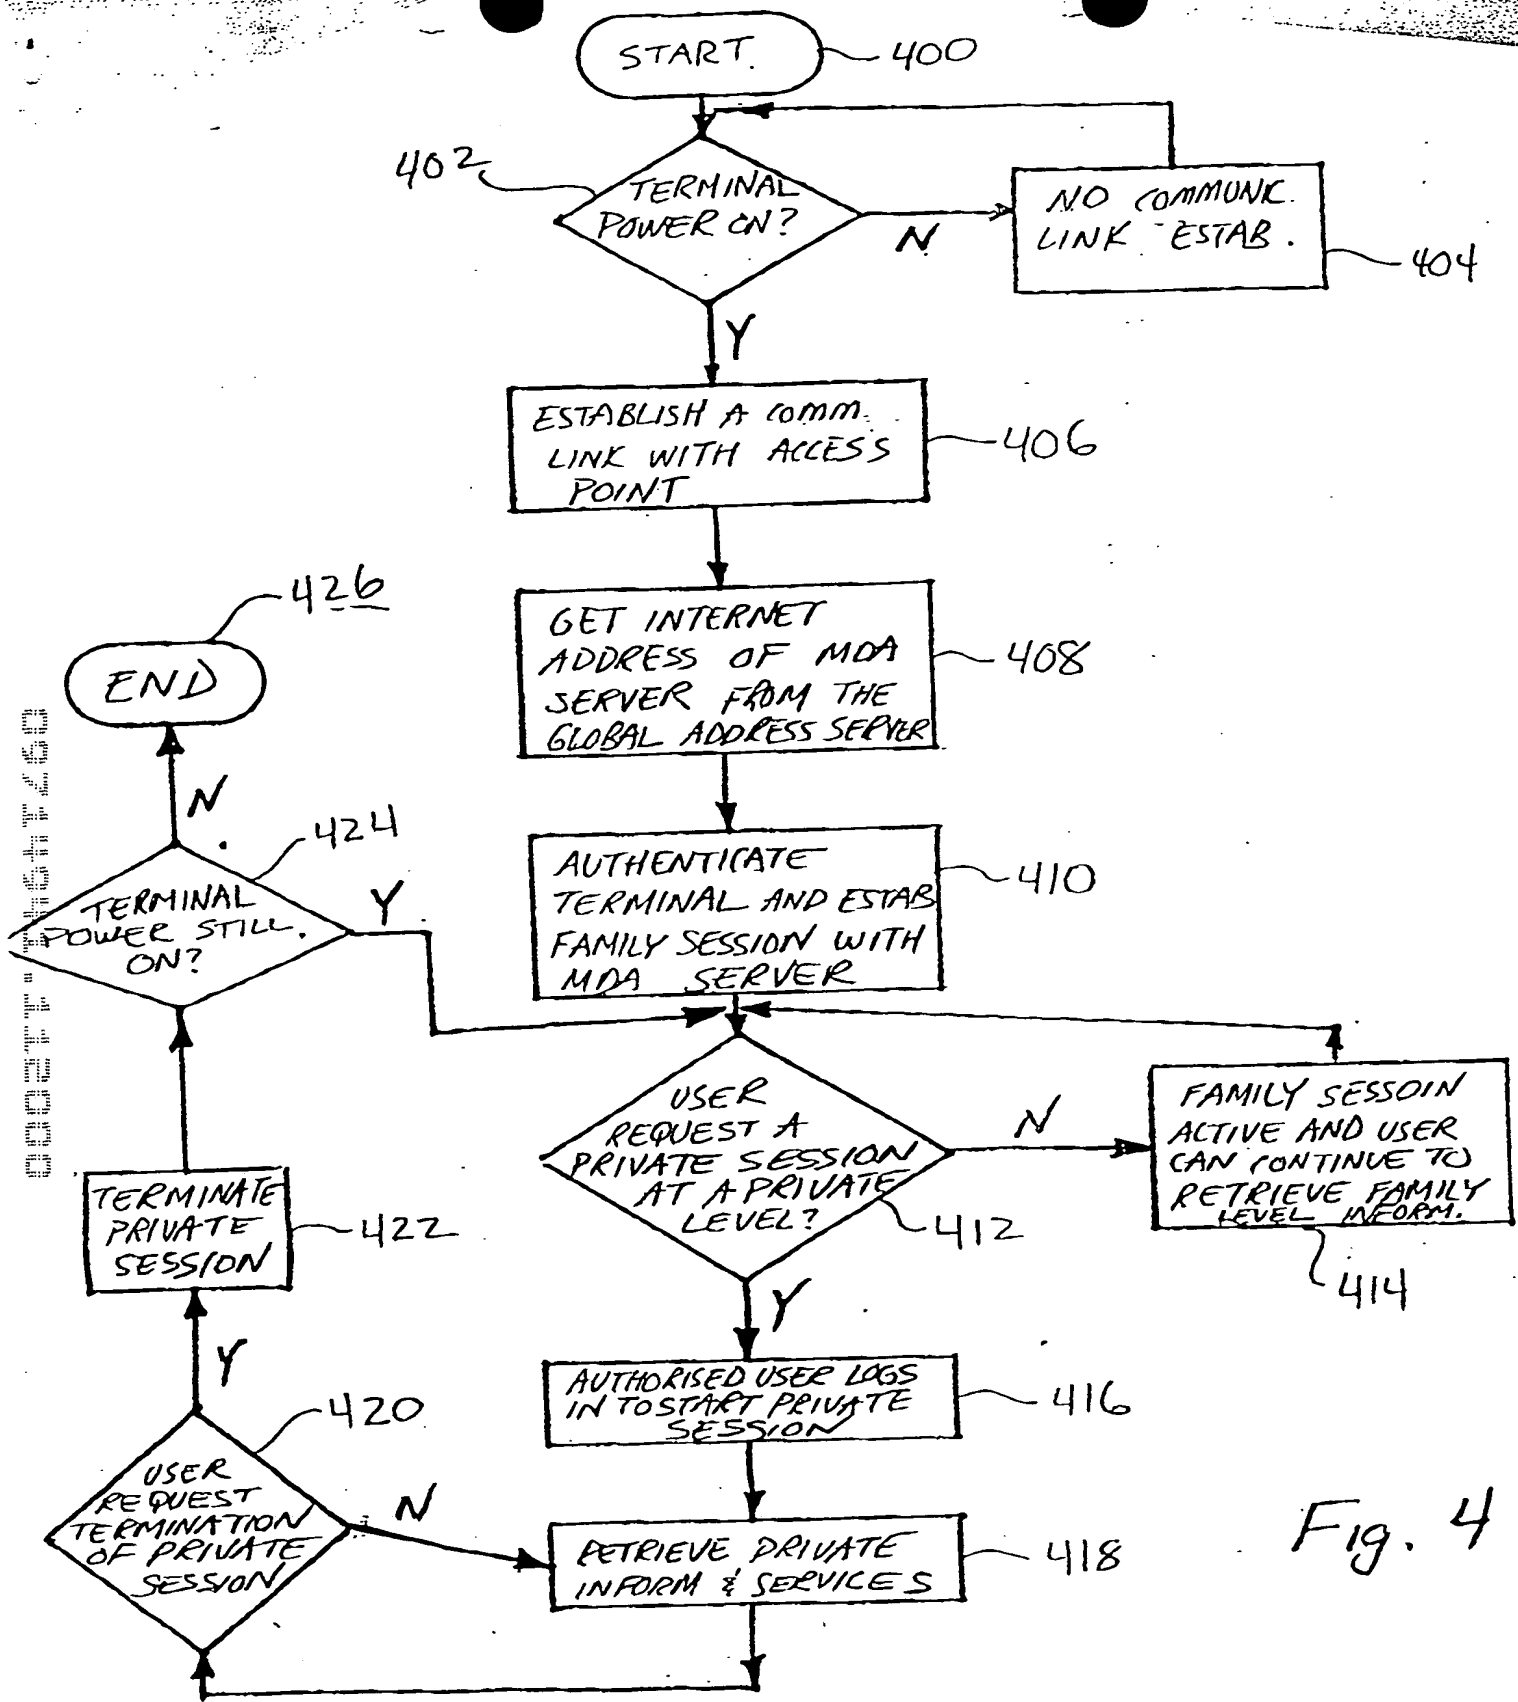 START.
400
402
TERMINAL
POWER ON?
N
NO COMMUNIC.
LINK ESTAB.
404
Y
ESTABLISH A COMM.
LINK WITH ACCESS
POINT
406
GET INTERNET
ADDRESS OF MDA
SERVER FROM THE
GLOBAL ADDRESS SERVER
408
426
END
N
424
TERMINAL
POWER STILL
ON?
Y
AUTHENTICATE
TERMINAL AND ESTAB
FAMILY SESSION WITH
MDA SERVER
410
USER
REQUEST A
PRIVATE SESSION
AT A PRIVATE
LEVEL?
412
N
FAMILY SESSOIN
ACTIVE AND USER
CAN CONTINUE TO
RETRIEVE FAMILY
LEVEL INFORM.
414
TERMINATE
PRIVATE
SESSION
422
Y
Y
AUTHORISED USER LOGS
IN TO START PRIVATE
SESSION
416
420
USER
REQUEST
TERMINATION
OF PRIVATE
SESSION
N
RETRIEVE PRIVATE
INFORM & SERVICES
418
Fig. 4